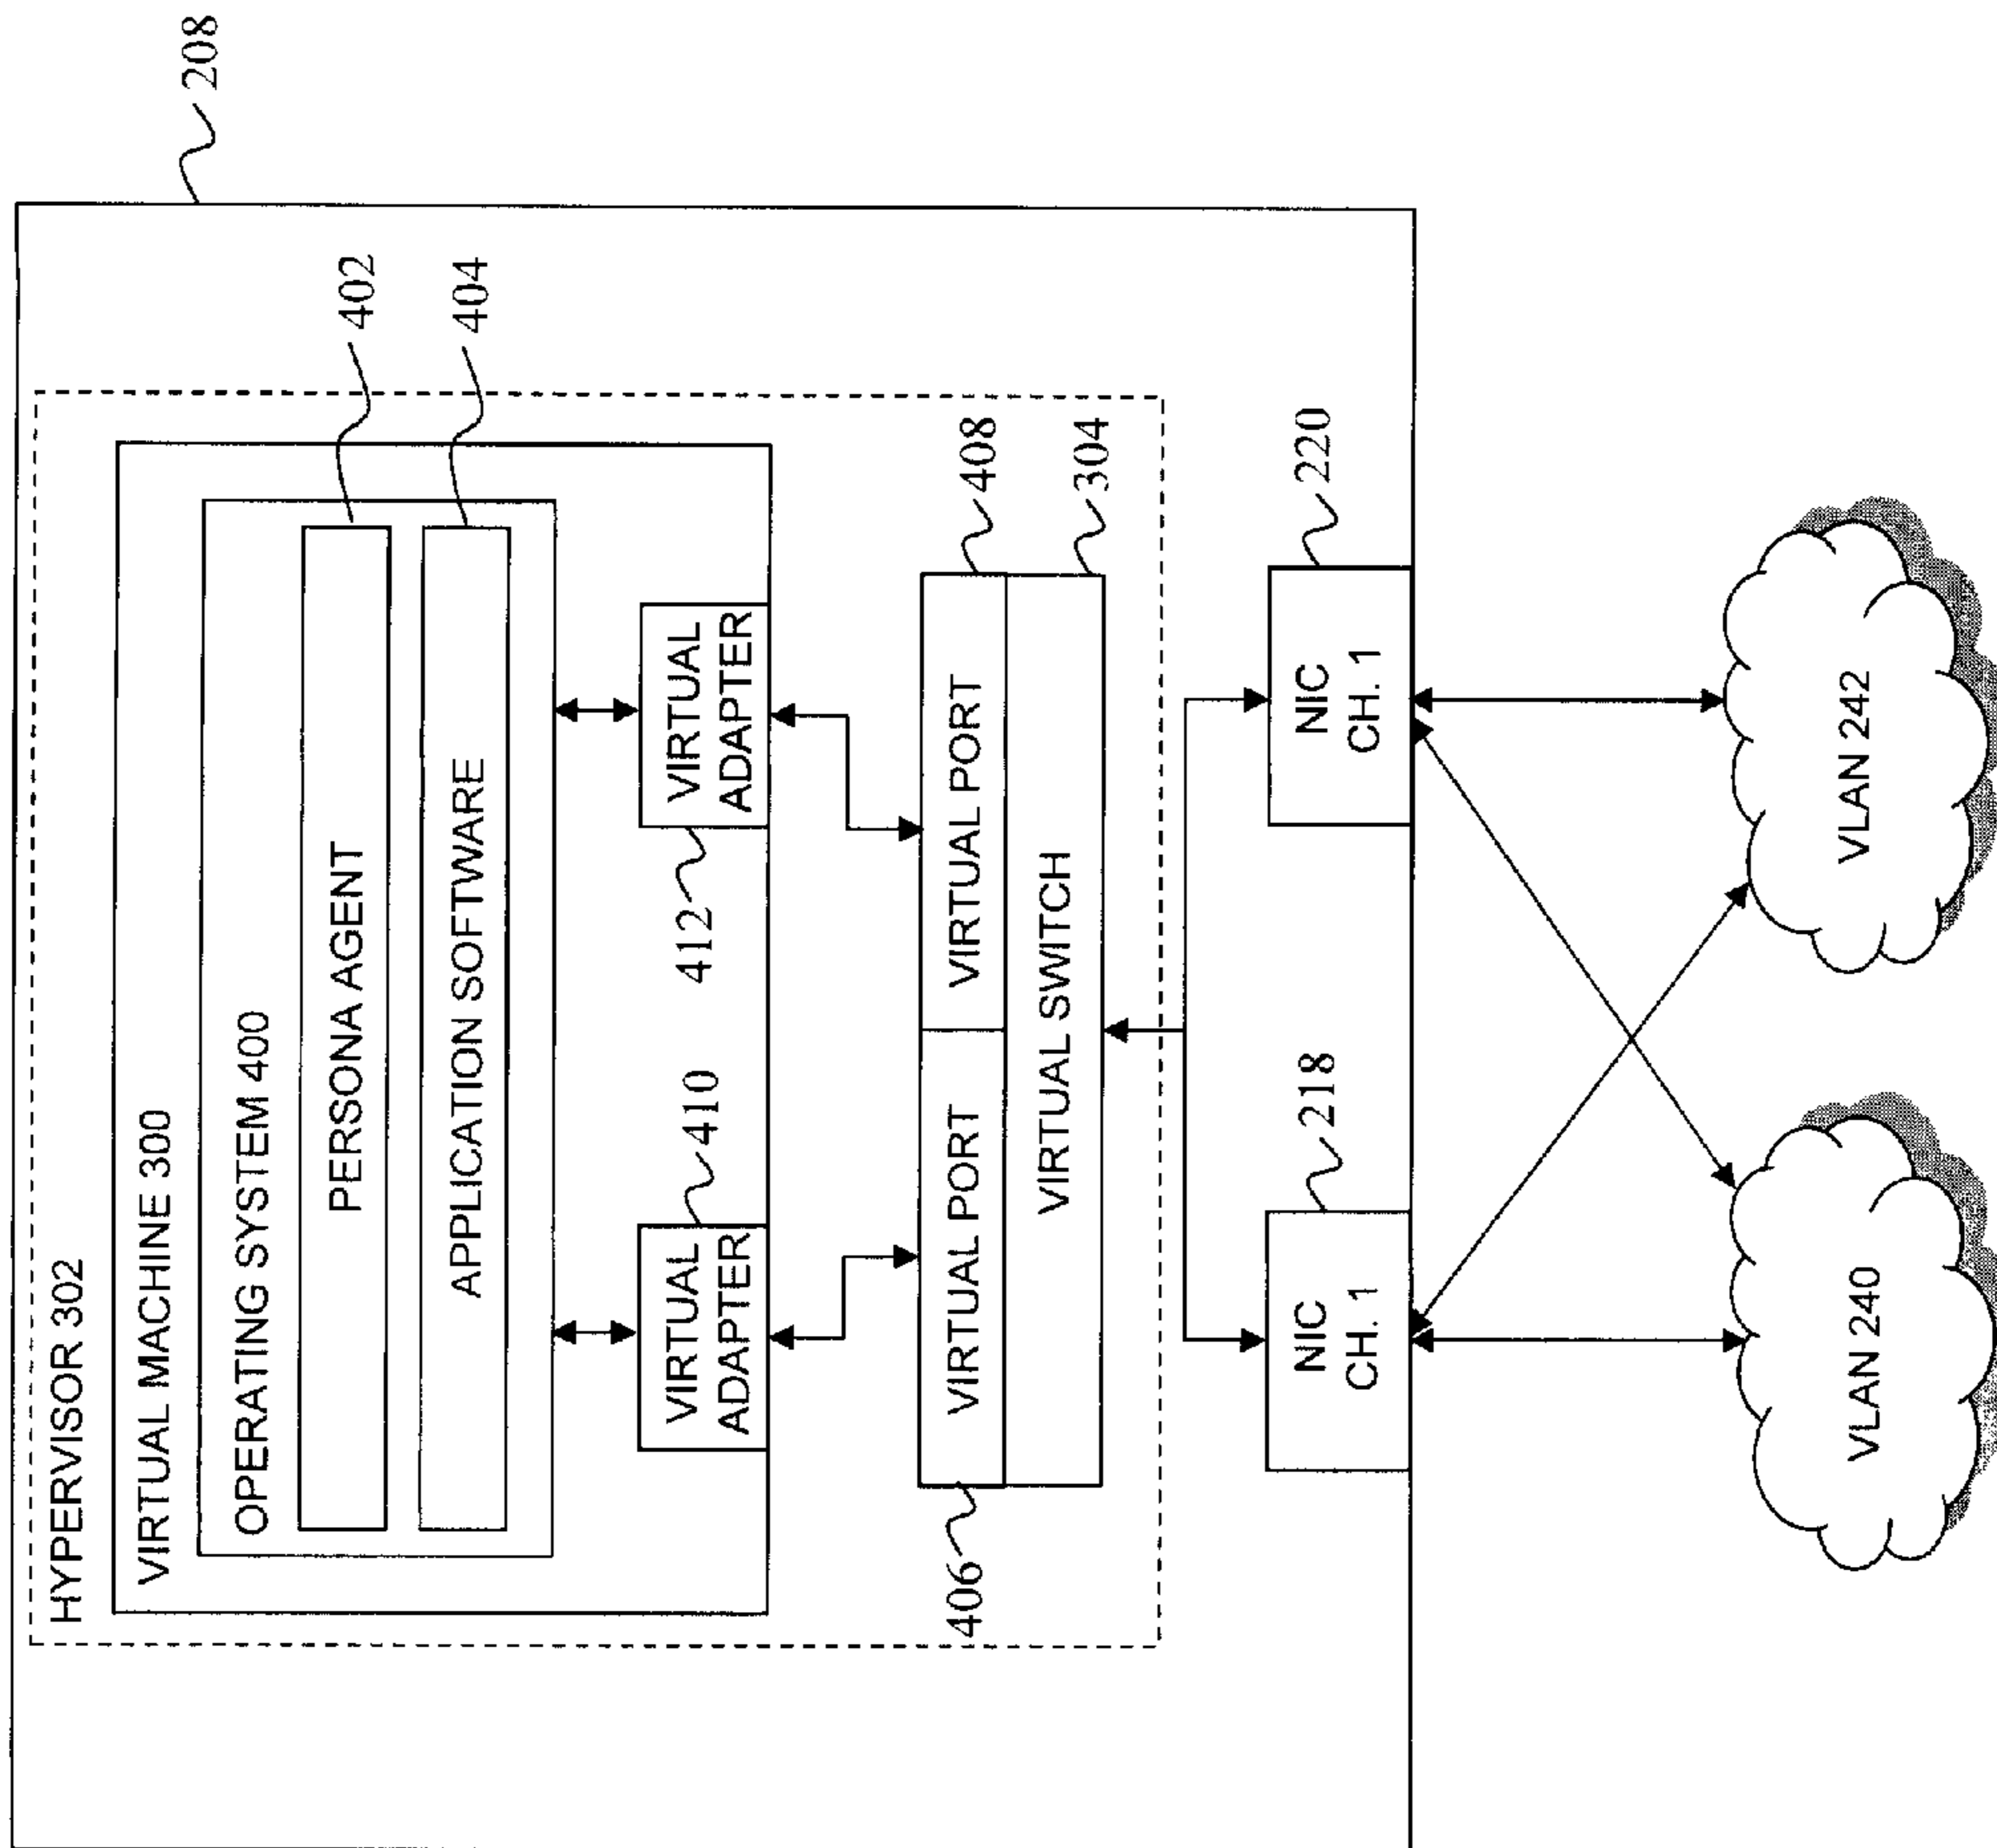 208
HYPERVISOR 302
VIRTUAL MACHINE 300
OPERATING SYSTEM 400
PERSONA AGENT
402
APPLICATION SOFTWARE
404
VIRTUAL
ADAPTER
410
VIRTUAL
ADAPTER
412
406
VIRTUAL PORT
VIRTUAL PORT
408
VIRTUAL SWITCH
304
NIC
CH. 1
218
NIC
CH. 1
220
VLAN 240
VLAN 242